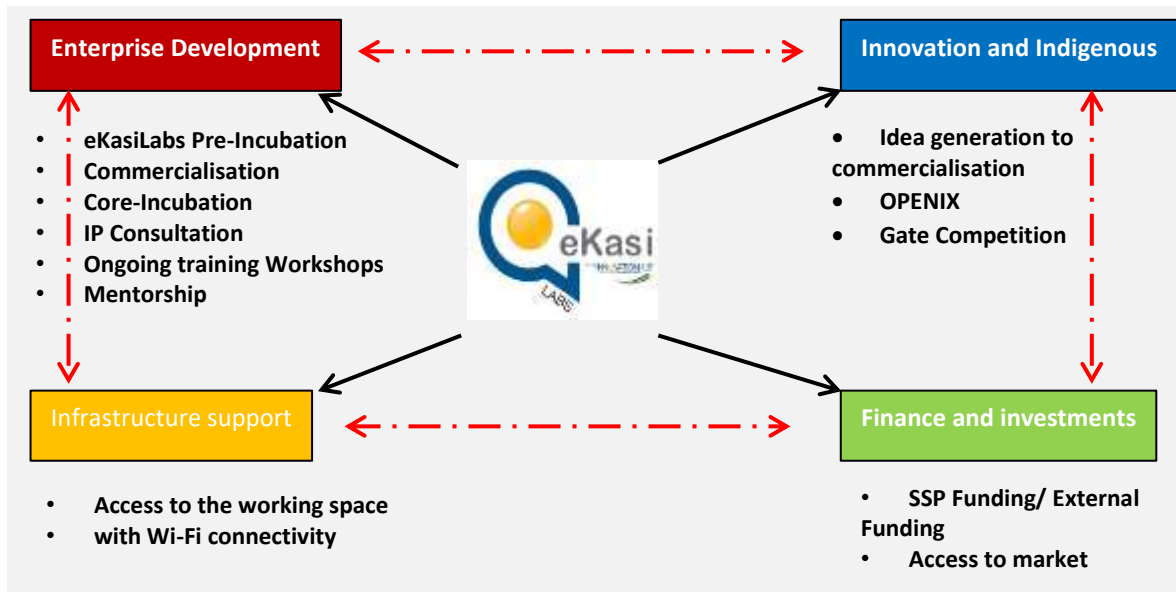 Enterprise Development
Innovation and Indigenous
• eKasiLabs Pre-Incubation
• Commercialisation
• Core-Incubation
• IP Consultation
• Ongoing training Workshops
• Mentorship
• Idea generation to
commercialisation
• OPENIX
• Gate Competition
eKasi
LABS
Infrastructure support
Finance and investments
• Access to the working space
• with Wi-Fi connectivity
• SSP Funding/ External
Funding
• Access to market